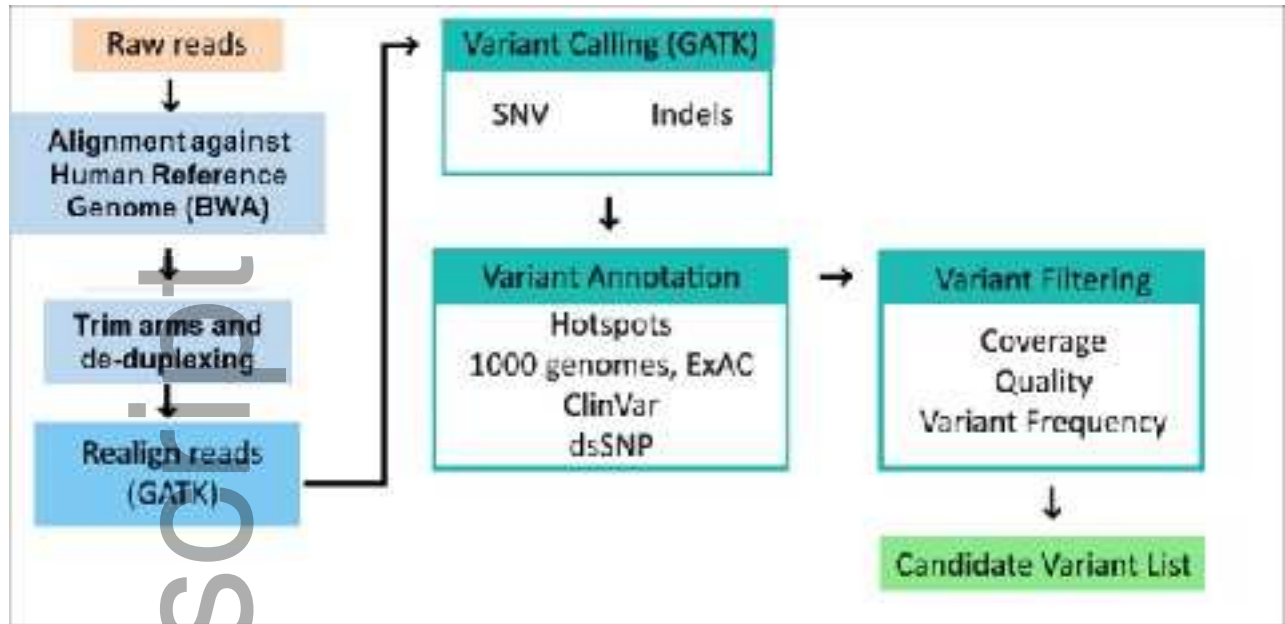 Raw reads
Alignment against
Human Reference
Genome (BWA)
Trim arms and
de-duplexing
Realign reads
(GATK)
Variant Calling (GATK)
SNV Indels
Variant Annotation
Hotspots
1000 genomes, ExAC
ClinVar
dsSNP
Variant Filtering
Coverage
Quality
Variant Frequency
Candidate Variant List
script